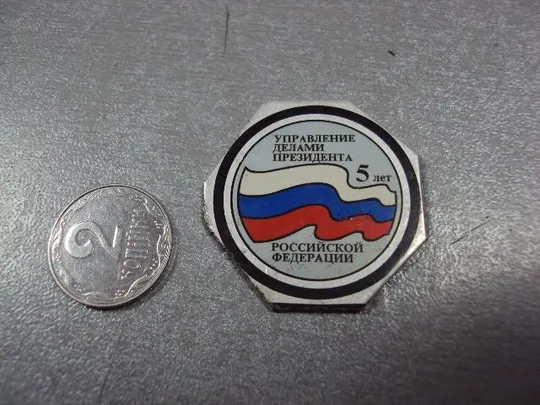 УПРАВЛЕНИЕ
ДЕЛАМИ
ПРЕЗИДЕНТА
5 лет
РОССИЙСКОЙ
ФЕДЕРАЦИИ
2
КОПІЙКИ